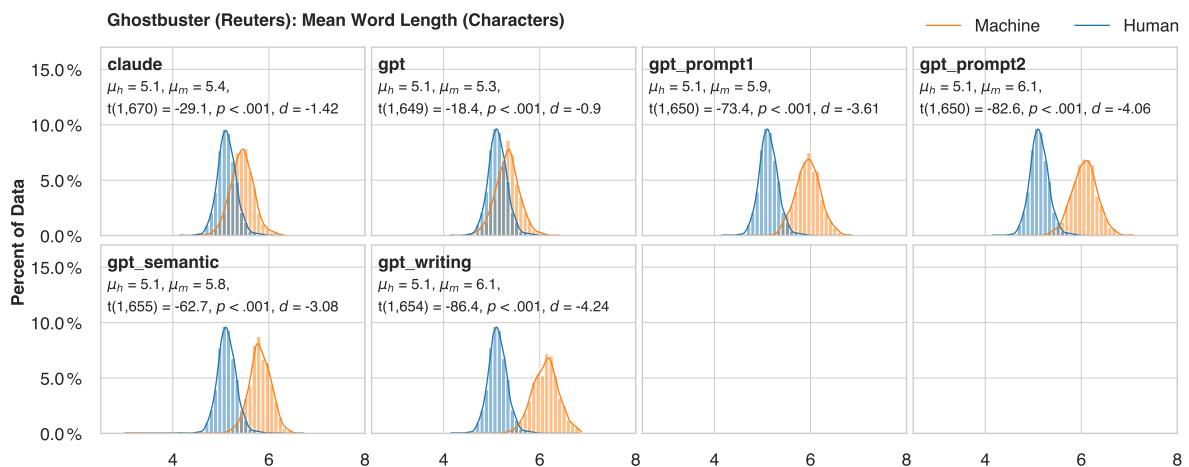 Ghostbuster (Reuters): Mean Word Length (Characters)
Machine
Human
Percent of Data
15.0%
10.0%
5.0%
0.0%
claude
μh = 5.1, μm = 5.4,
t(1,670) = -29.1, p < .001, d = -1.42
gpt
μh = 5.1, μm = 5.3,
t(1,649) = -18.4, p < .001, d = -0.9
gpt_prompt1
μh = 5.1, μm = 5.9,
t(1,650) = -73.4, p < .001, d = -3.61
gpt_prompt2
μh = 5.1, μm = 6.1,
t(1,650) = -82.6, p < .001, d = -4.06
15.0%
10.0%
5.0%
0.0%
gpt_semantic
μh = 5.1, μm = 5.8,
t(1,655) = -62.7, p < .001, d = -3.08
gpt_writing
μh = 5.1, μm = 6.1,
t(1,654) = -86.4, p < .001, d = -4.24
4 6 8 4 6 8 4 6 8 4 6 8